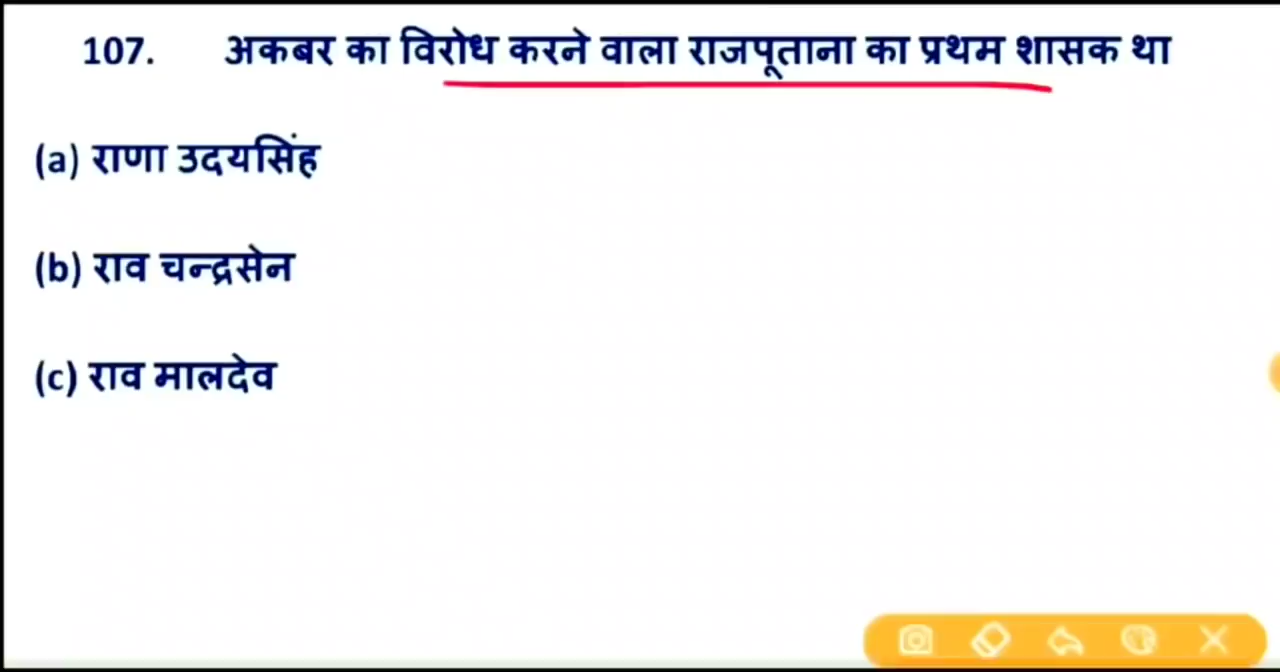 107. अकबर का विरोध करने वाला राजपूताना का प्रथम शासक था
(a) राणा उदयसिंह
(b) राव चन्द्रसेन
(c) राव मालदेव